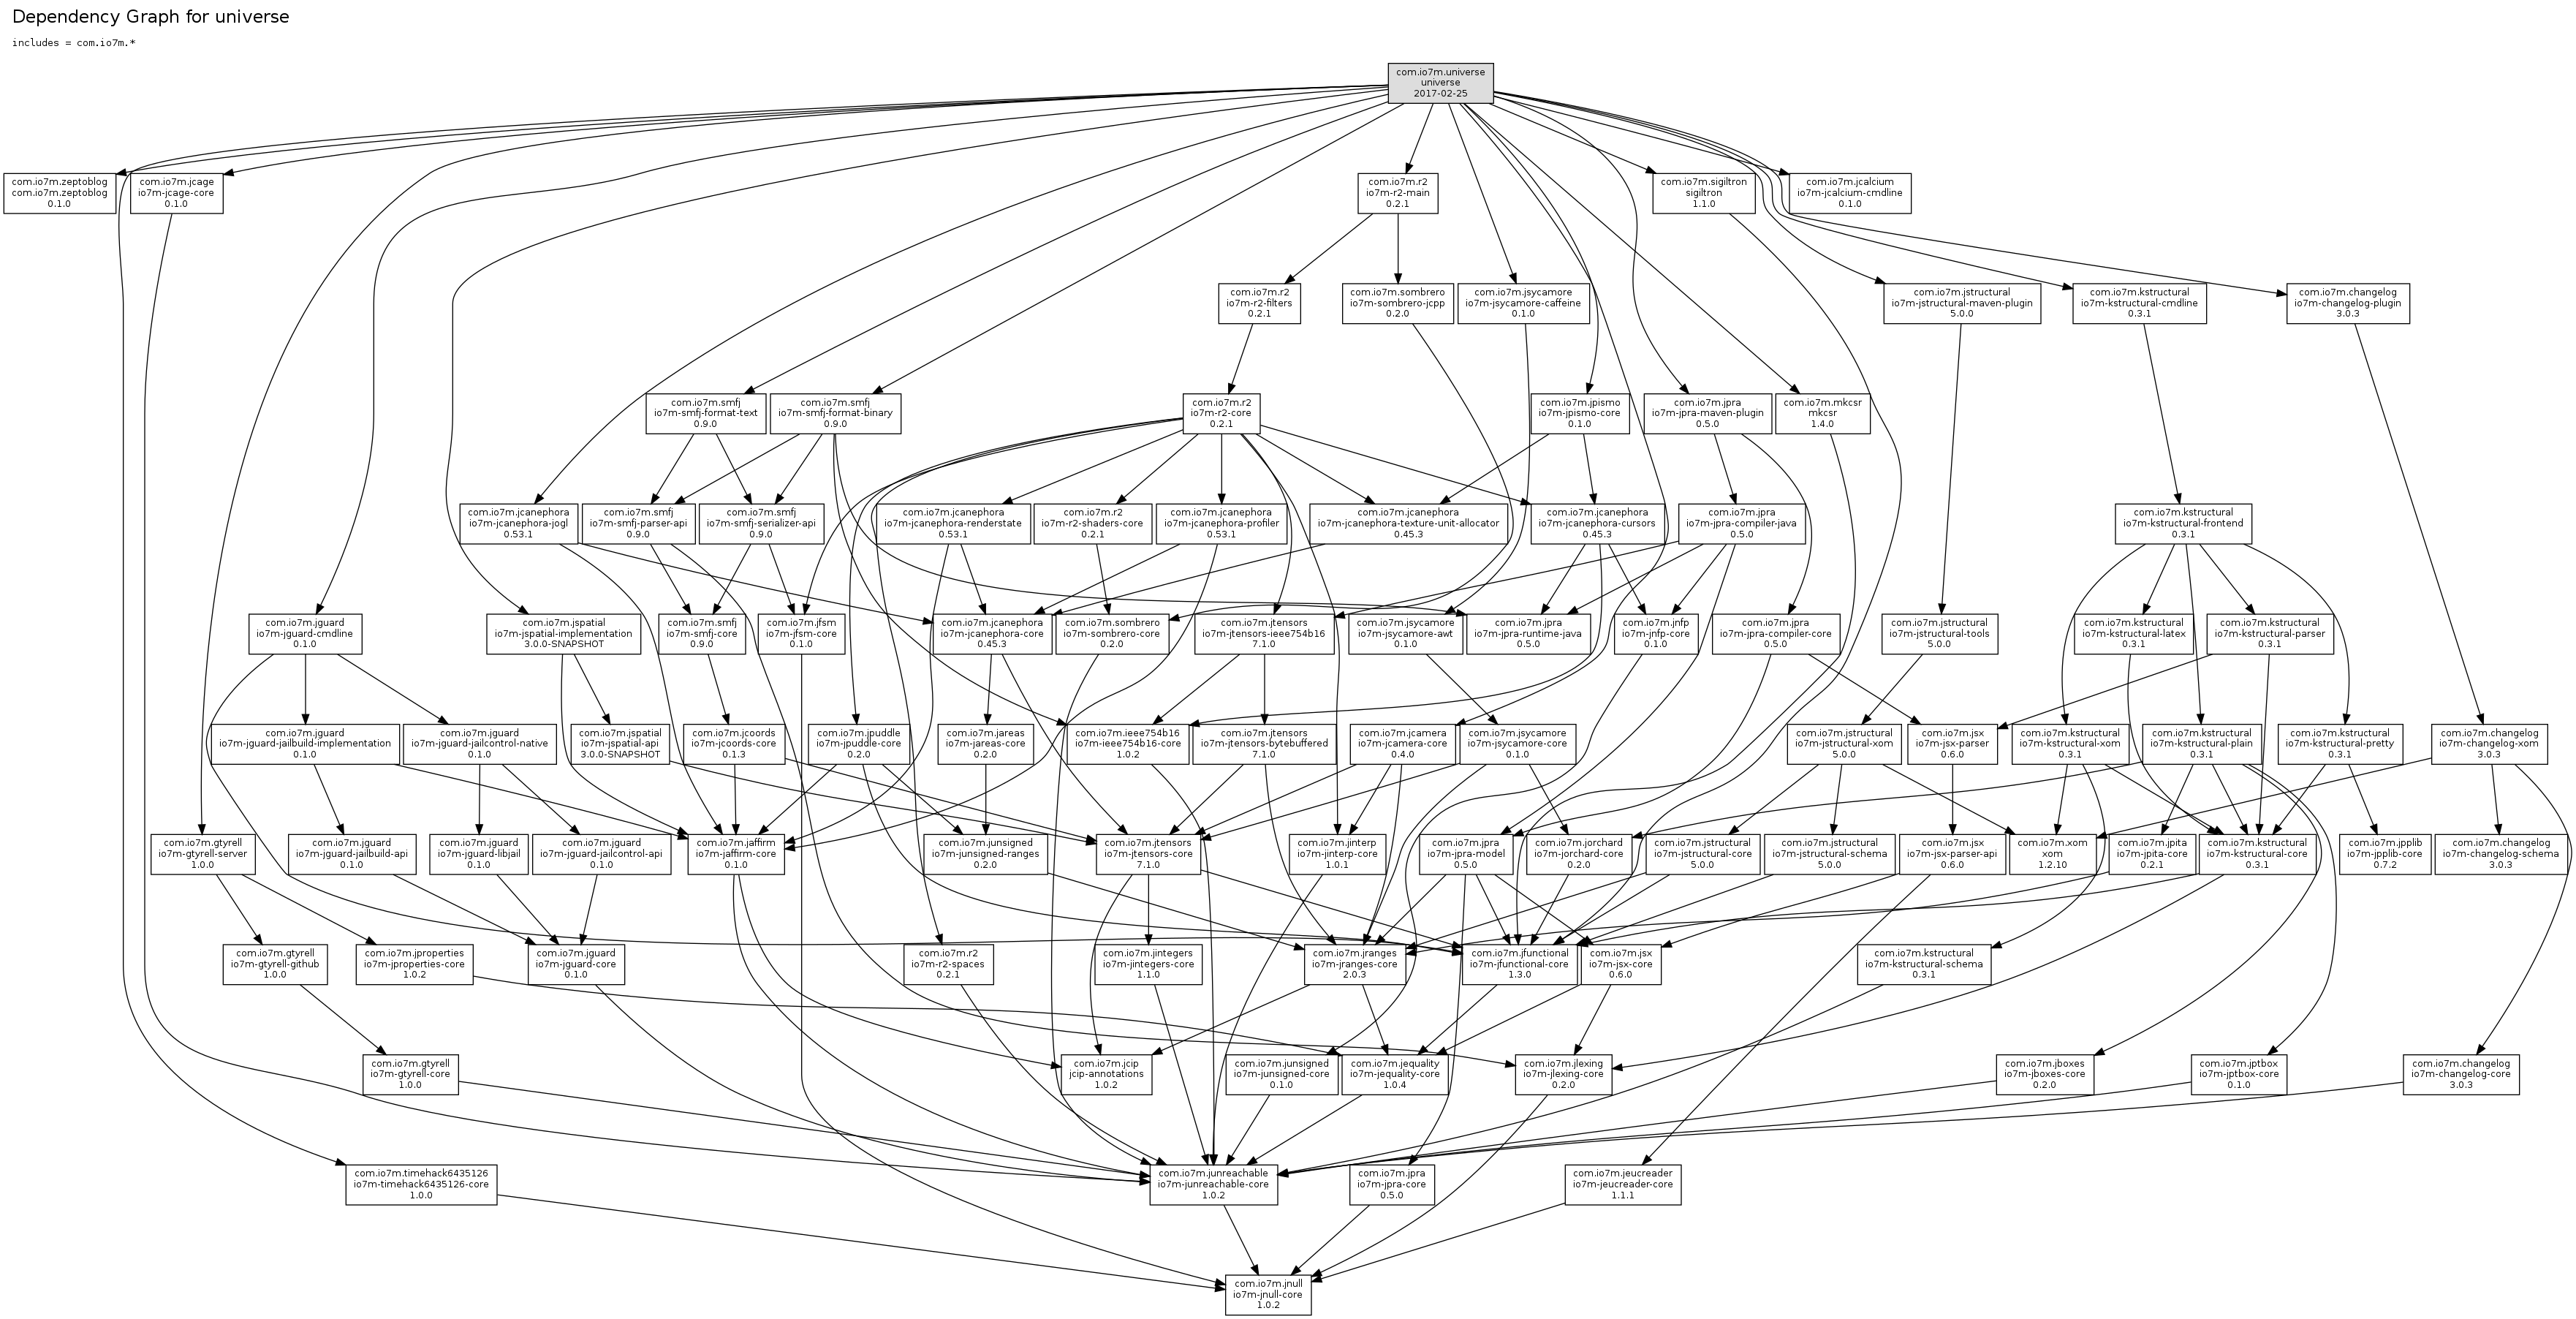 Dependency Graph for universe
includes = com.io7m.*
com.io7m.universe
universe
2017-02-25
com.io7m.zeptoblog
com.io7m.zeptoblog
0.1.0
com.io7m.jcage
io7m-jcage-core
0.1.0
com.io7m.r2
io7m-r2-main
0.2.1
com.io7m.sigiltron
sigiltron
1.1.0
com.io7m.jcalcium
io7m-jcalcium-cmdline
0.1.0
com.io7m.r2
io7m-r2-filters
0.2.1
com.io7m.sombrero
io7m-sombrero-jcpp
0.2.0
com.io7m.jsycamore
io7m-jsycamore-caffeine
0.1.0
com.io7m.jstructural
io7m-jstructural-maven-plugin
5.0.0
com.io7m.kstructural
io7m-kstructural-cmdline
0.3.1
com.io7m.changelog
io7m-changelog-plugin
3.0.3
com.io7m.smfj
io7m-smfj-format-text
0.9.0
com.io7m.smfj
io7m-smfj-format-binary
0.9.0
com.io7m.r2
io7m-r2-core
0.2.1
com.io7m.jpismo
io7m-jpismo-core
0.1.0
com.io7m.jpra
io7m-jpra-maven-plugin
0.5.0
com.io7m.mkcsr
mkcsr
1.4.0
com.io7m.jcanephora
io7m-jcanephora-jogl
0.53.1
com.io7m.smfj
io7m-smfj-parser-api
0.9.0
com.io7m.smfj
io7m-smfj-serializer-api
0.9.0
com.io7m.jcanephora
io7m-jcanephora-renderstate
0.53.1
com.io7m.r2
io7m-r2-shaders-core
0.2.1
com.io7m.jcanephora
io7m-jcanephora-profiler
0.53.1
com.io7m.jcanephora
io7m-jcanephora-texture-unit-allocator
0.45.3
com.io7m.jcanephora
io7m-jcanephora-cursors
0.45.3
com.io7m.jpra
io7m-jpra-compiler-java
0.5.0
com.io7m.kstructural
io7m-kstructural-frontend
0.3.1
com.io7m.jguard
io7m-jguard-cmdline
0.1.0
com.io7m.jspatial
io7m-jspatial-implementation
3.0.0-SNAPSHOT
com.io7m.smfj
io7m-smfj-core
0.9.0
com.io7m.jfsm
io7m-jfsm-core
0.1.0
com.io7m.jcanephora
io7m-jcanephora-core
0.45.3
com.io7m.sombrero
io7m-sombrero-core
0.2.0
com.io7m.jtensors
io7m-jtensors-ieee754b16
7.1.0
com.io7m.jsycamore
io7m-jsycamore-awt
0.1.0
com.io7m.jpra
io7m-jpra-runtime-java
0.5.0
com.io7m.jnfp
io7m-jnfp-core
0.1.0
com.io7m.jpra
io7m-jpra-compiler-core
0.5.0
com.io7m.jstructural
io7m-jstructural-tools
5.0.0
com.io7m.kstructural
io7m-kstructural-latex
0.3.1
com.io7m.kstructural
io7m-kstructural-parser
0.3.1
com.io7m.jguard
io7m-jguard-jailbuild-implementation
0.1.0
com.io7m.jguard
io7m-jguard-jailcontrol-native
0.1.0
com.io7m.jspatial
io7m-jspatial-api
3.0.0-SNAPSHOT
com.io7m.jcoords
io7m-jcoords-core
0.1.3
com.io7m.jpuddle
io7m-jpuddle-core
0.2.0
com.io7m.jareas
io7m-jareas-core
0.2.0
com.io7m.ieee754b16
io7m-ieee754b16-core
1.0.2
com.io7m.jtensors
io7m-jtensors-bytebuffered
7.1.0
com.io7m.jcamera
io7m-jcamera-core
0.4.0
com.io7m.jsycamore
io7m-jsycamore-core
0.1.0
com.io7m.jstructural
io7m-jstructural-xom
5.0.0
com.io7m.jsx
io7m-jsx-parser
0.6.0
com.io7m.kstructural
io7m-kstructural-xom
0.3.1
com.io7m.kstructural
io7m-kstructural-plain
0.3.1
com.io7m.kstructural
io7m-kstructural-pretty
0.3.1
com.io7m.changelog
io7m-changelog-xom
3.0.3
com.io7m.gtyrell
io7m-gtyrell-server
1.0.0
com.io7m.jguard
io7m-jguard-jailbuild-api
0.1.0
com.io7m.jguard
io7m-jguard-libjail
0.1.0
com.io7m.jguard
io7m-jguard-jailcontrol-api
0.1.0
com.io7m.jaffirm
io7m-jaffirm-core
0.1.0
com.io7m.junsigned
io7m-junsigned-ranges
0.2.0
com.io7m.jtensors
io7m-jtensors-core
7.1.0
com.io7m.jinterp
io7m-jinterp-core
1.0.1
com.io7m.jpra
io7m-jpra-model
0.5.0
com.io7m.jorchard
io7m-jorchard-core
0.2.0
com.io7m.jstructural
io7m-jstructural-core
5.0.0
com.io7m.jstructural
io7m-jstructural-schema
5.0.0
com.io7m.jsx
io7m-jsx-parser-api
0.6.0
com.io7m.xom
xom
1.2.10
com.io7m.jpita
io7m-jpita-core
0.2.1
com.io7m.kstructural
io7m-kstructural-core
0.3.1
com.io7m.jpplib
io7m-jpplib-core
0.7.2
com.io7m.changelog
io7m-changelog-schema
3.0.3
com.io7m.gtyrell
io7m-gtyrell-github
1.0.0
com.io7m.jproperties
io7m-jproperties-core
1.0.2
com.io7m.jguard
io7m-jguard-core
0.1.0
com.io7m.r2
io7m-r2-spaces
0.2.1
com.io7m.jintegers
io7m-jintegers-core
1.1.0
com.io7m.jranges
io7m-jranges-core
2.0.3
com.io7m.jfunctional
io7m-jfunctional-core
1.3.0
com.io7m.jsx
io7m-jsx-core
0.6.0
com.io7m.kstructural
io7m-kstructural-schema
0.3.1
com.io7m.gtyrell
io7m-gtyrell-core
1.0.0
com.io7m.jcip
jcip-annotations
1.0.2
com.io7m.junsigned
io7m-junsigned-core
0.1.0
com.io7m.jequality
io7m-jequality-core
1.0.4
com.io7m.jlexing
io7m-jlexing-core
0.2.0
com.io7m.jboxes
io7m-jboxes-core
0.2.0
com.io7m.jptbox
io7m-jptbox-core
0.1.0
com.io7m.changelog
io7m-changelog-core
3.0.3
com.io7m.timehack6435126
io7m-timehack6435126-core
1.0.0
com.io7m.junreachable
io7m-junreachable-core
1.0.2
com.io7m.jpra
io7m-jpra-core
0.5.0
com.io7m.jeucreader
io7m-jeucreader-core
1.1.1
com.io7m.jnull
io7m-jnull-core
1.0.2